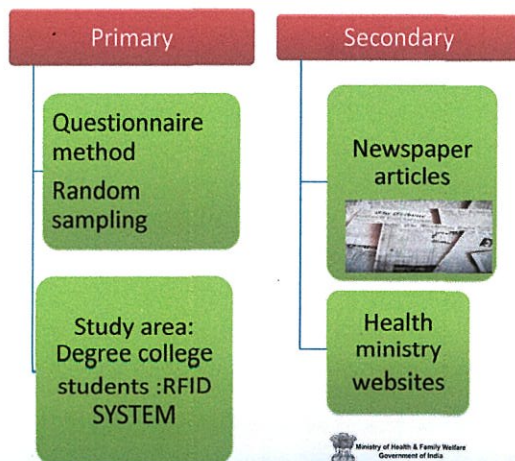 Primary
Questionnaire
method
Random
sampling
Study area:
Degree college
students :RFID
SYSTEM
Secondary
Newspaper
articles
Health
ministry
websites
Ministry of Health & Family Welfare
Government of India